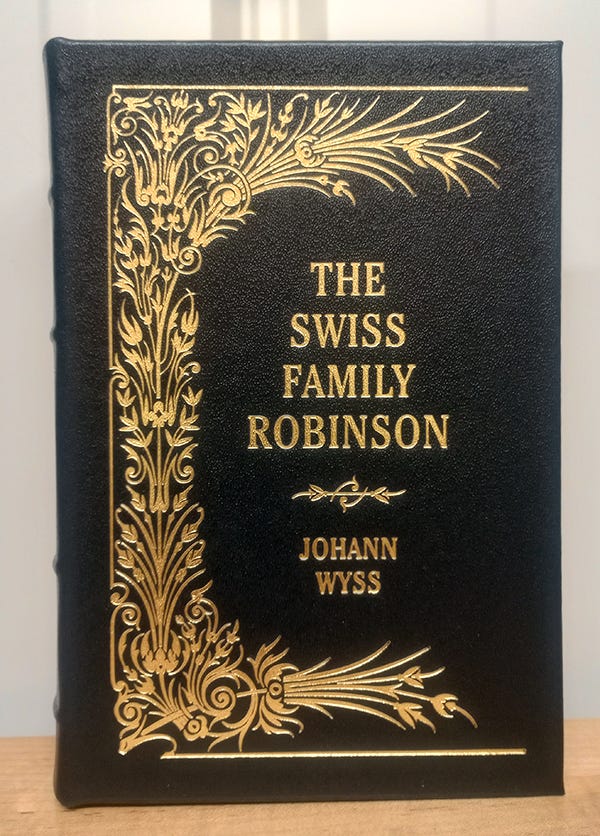 THE
SWISS
FAMILY
ROBINSON
JOHANN
WYSS